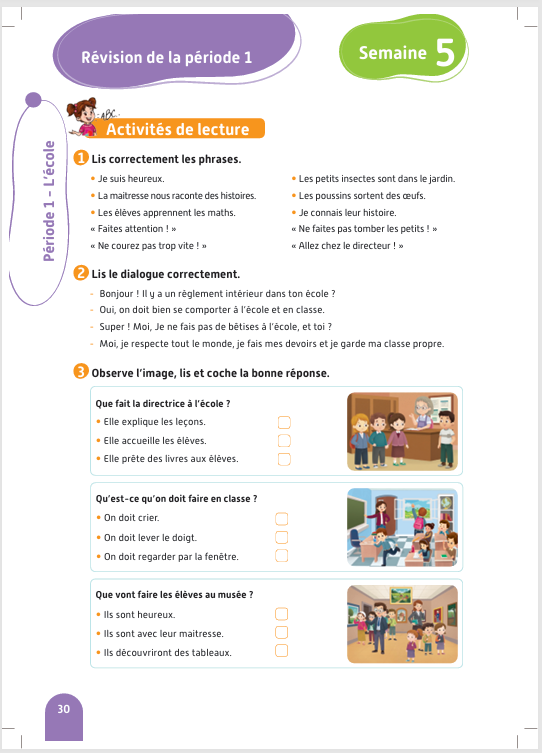 Révision de la période 1
Semaine 5
Période 1 - L'école
ABC
Activités de lecture
1 Lis correctement les phrases.
• Je suis heureux.
• La maitresse nous raconte des histoires.
• Les élèves apprennent les maths.
« Faites attention ! »
« Ne courez pas trop vite ! »
• Les petits insectes sont dans le jardin.
• Les poussins sortent des œufs.
• Je connais leur histoire.
« Ne faites pas tomber les petits ! »
« Allez chez le directeur ! »
2 Lis le dialogue correctement.
- Bonjour ! Il y a un règlement intérieur dans ton école ?
- Oui, on doit bien se comporter à l'école et en classe.
- Super ! Moi, Je ne fais pas de bêtises à l'école, et toi ?
- Moi, je respecte tout le monde, je fais mes devoirs et je garde ma classe propre.
3 Observe l'image, lis et coche la bonne réponse.
Que fait la directrice à l'école ?
• Elle explique les leçons.
• Elle accueille les élèves.
• Elle prête des livres aux élèves.
Qu'est-ce qu'on doit faire en classe ?
• On doit crier.
• On doit lever le doigt.
• On doit regarder par la fenêtre.
Que vont faire les élèves au musée ?
• Ils sont heureux.
• Ils sont avec leur maitresse.
• Ils découvriront des tableaux.
30